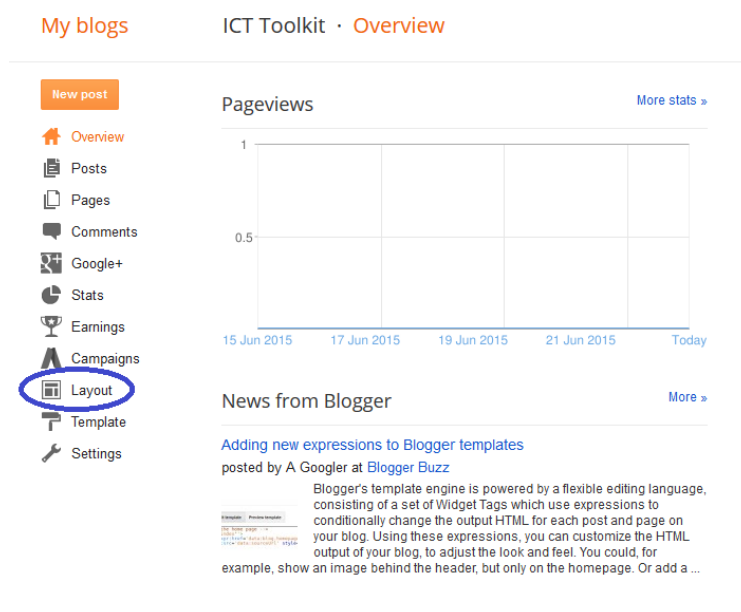 My blogs
ICT Toolkit · Overview
New post
Overview
Posts
Pages
Comments
Google+
Stats
Earnings
Campaigns
Layout
Template
Settings
Pageviews
More stats »
1
0.5
15 Jun 2015 17 Jun 2015 19 Jun 2015 21 Jun 2015 Today
News from Blogger
More »
Adding new expressions to Blogger templates
posted by A Googler at Blogger Buzz
Blogger's template engine is powered by a flexible editing language,
consisting of a set of Widget Tags which use expressions to
conditionally change the output HTML for each post and page on
your blog. Using these expressions, you can customize the HTML
output of your blog, to adjust the look and feel. You could, for
example, show an image behind the header, but only on the homepage. Or add a ...